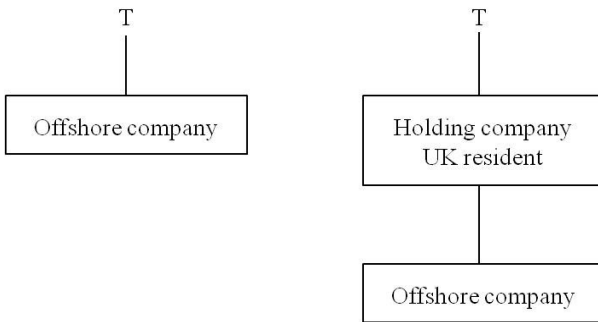 T
Offshore company
T
Holding company
UK resident
Offshore company